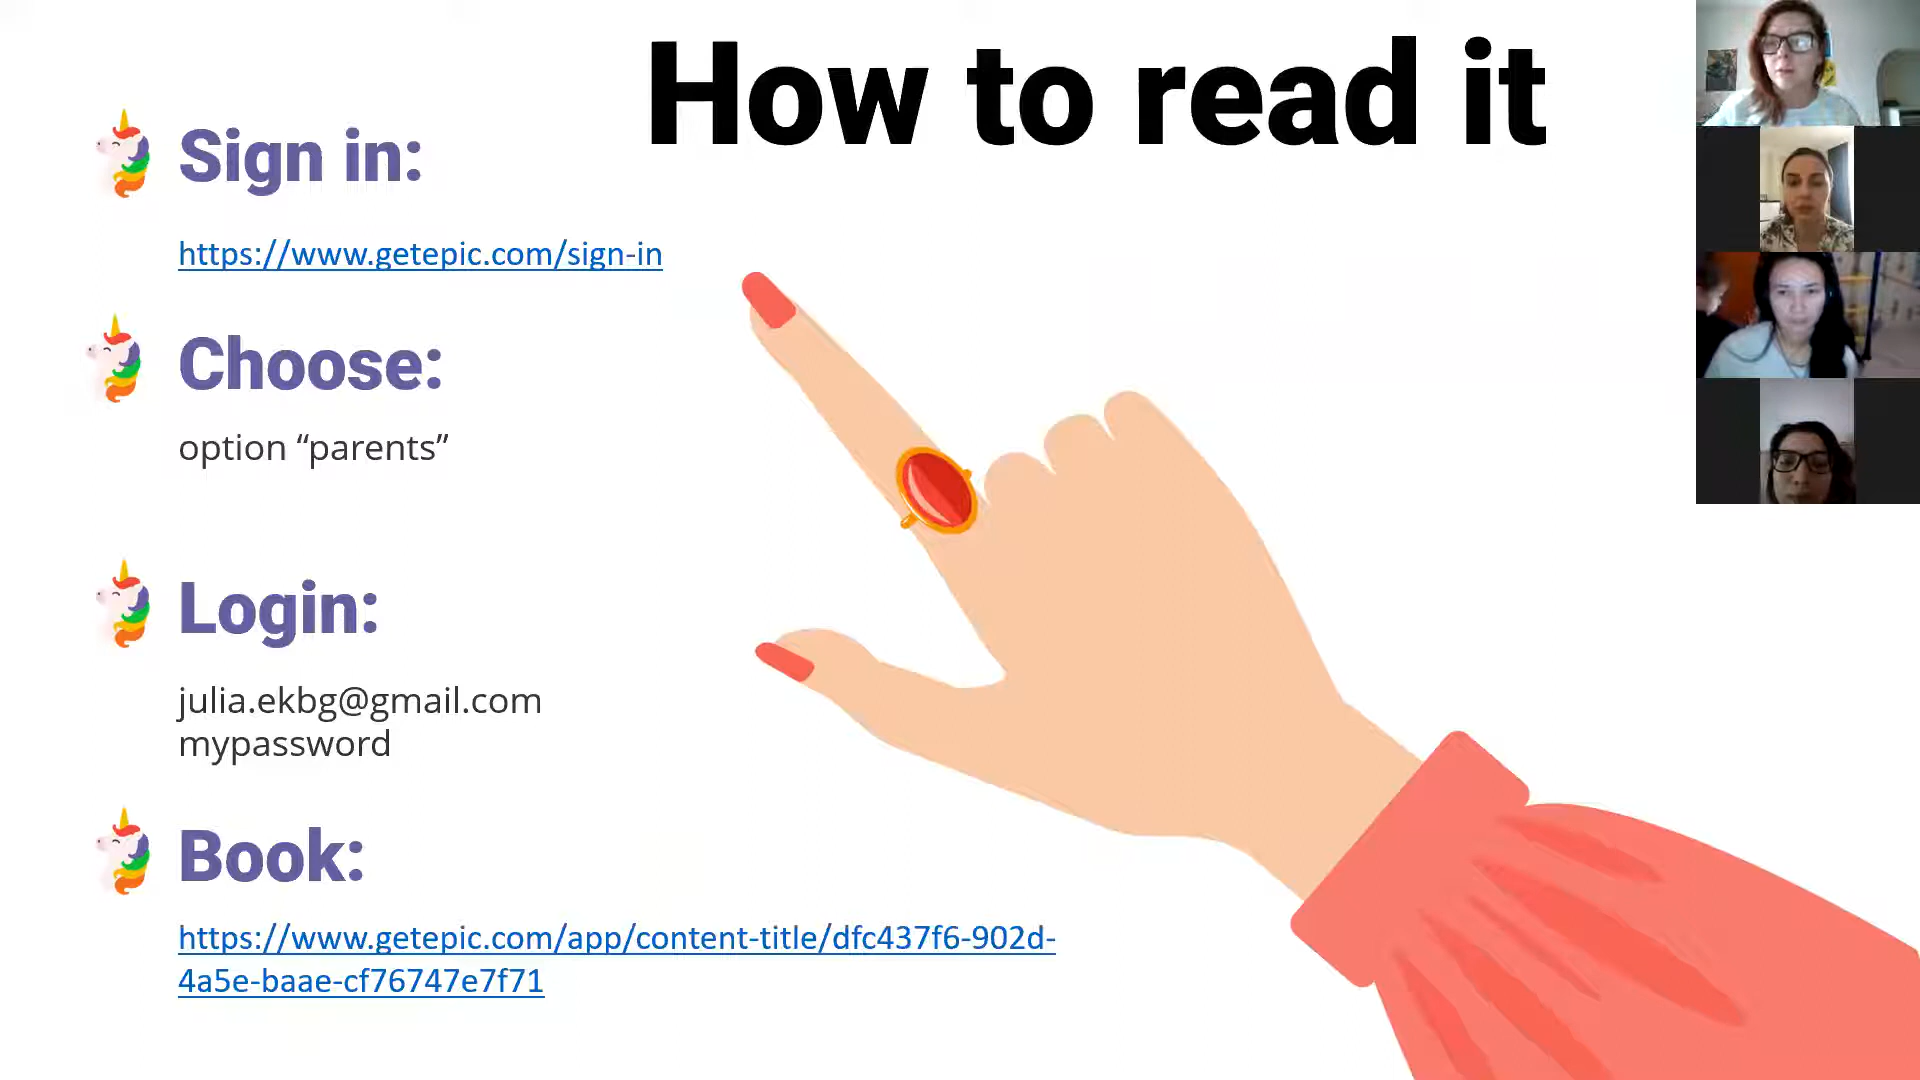 How to read it
Sign in:
https://www.getepic.com/sign-in
Choose:
option “parents”
Login:
julia.ekbg@gmail.com
mypassword
Book:
https://www.getepic.com/app/content-title/dfc437f6-902d-
4a5e-baae-cf76747e7f71